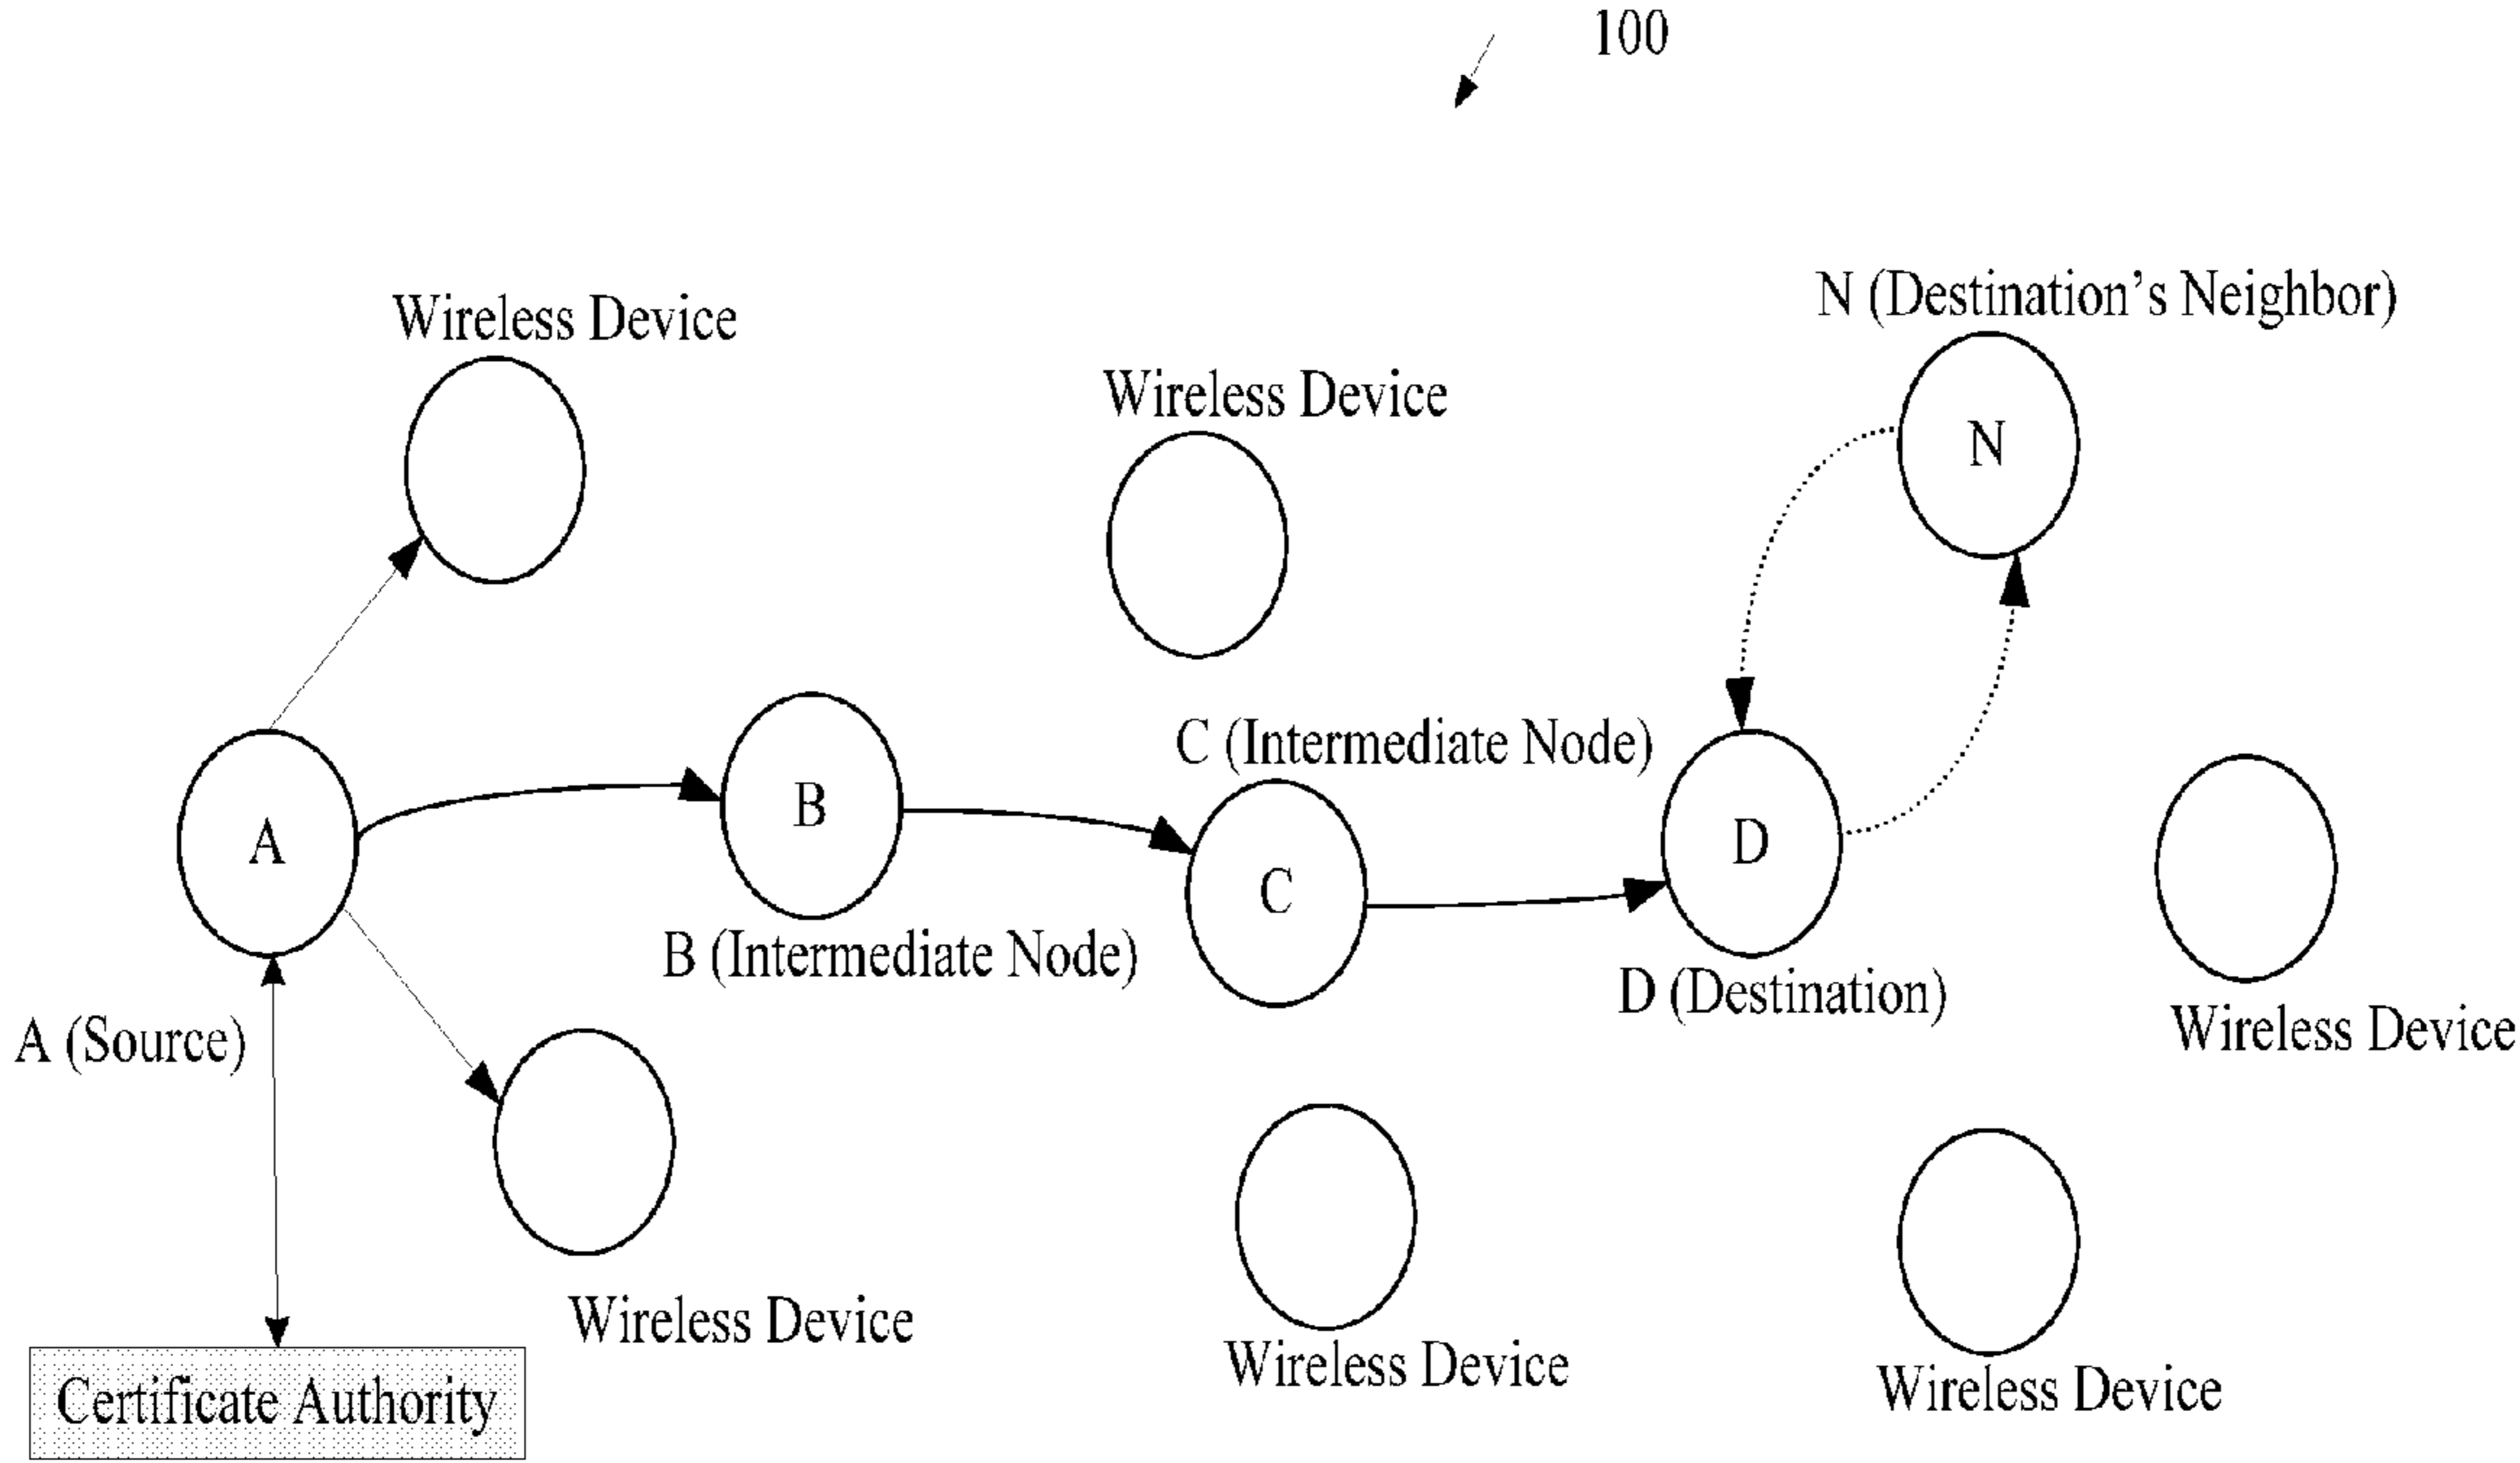 100
N (Destination's Neighbor)
Wireless Device
Wireless Device
N
C (Intermediate Node)
B
A
D
C
B (Intermediate Node)
D (Destination)
A (Source)
Wireless Device
Wireless Device
Wireless Device
Wireless Device
Certificate Authority